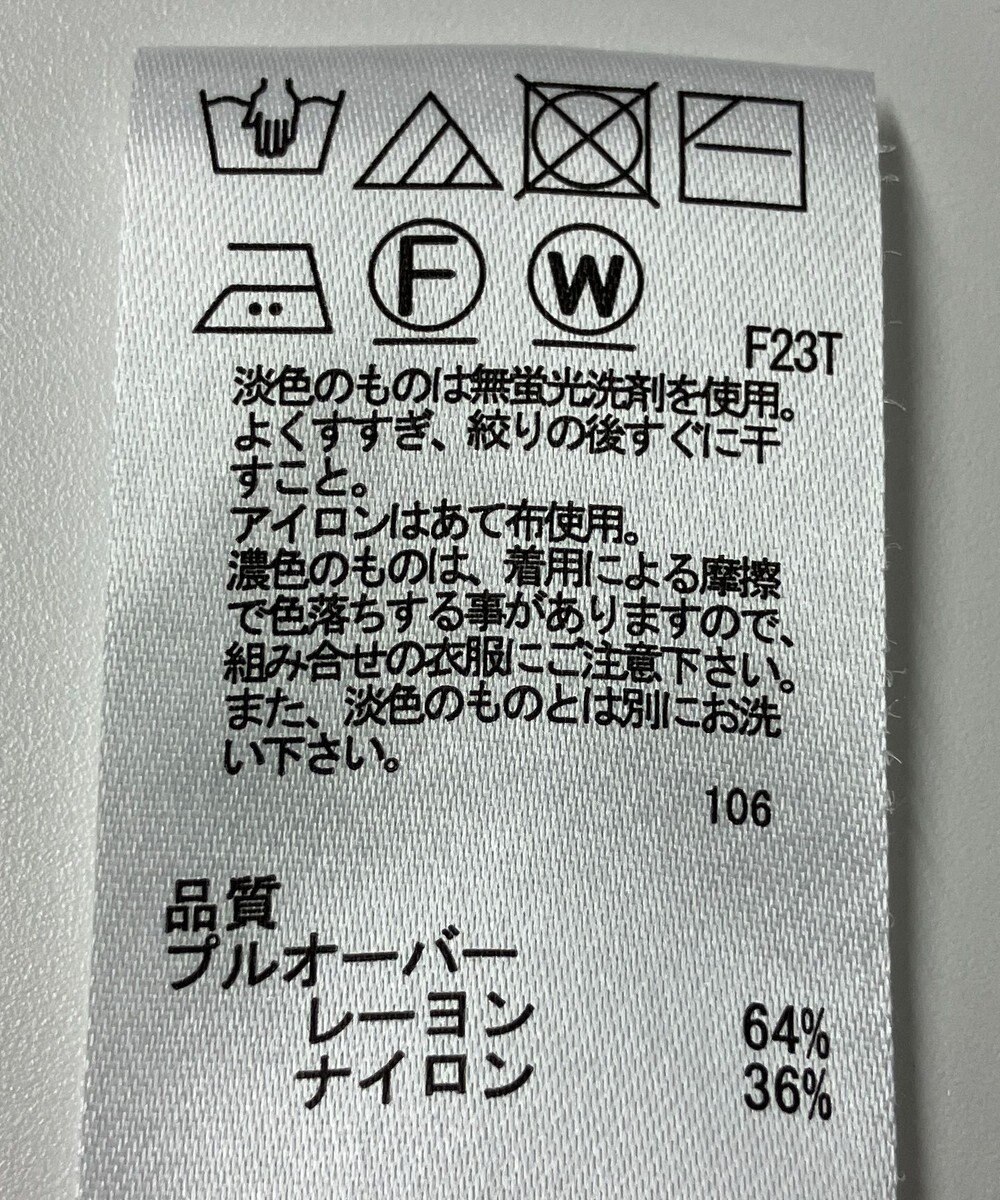 F W
F23T
淡色のものは無蛍光洗剤を使用。
よくすすぎ、絞りの後すぐに干
すこと。
アイロンはあて布使用。
濃色のものは、着用による摩擦
で色落ちする事がありますので、
組み合せの衣服にご注意下さい。
また、淡色のものとは別にお洗
い下さい。
106
品質
プルオーバー
レーヨン 64%
ナイロン 36%